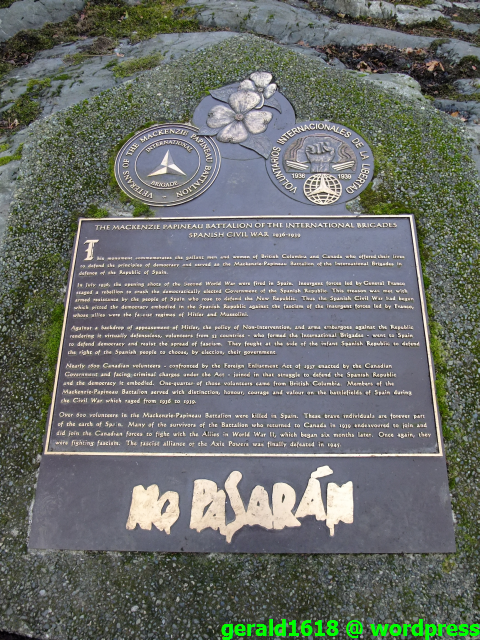 VETERANS OF THE MACKENZIE PAPINEAU BATTALION
INTERNATIONAL
BRIGADE
VOLUNTARIOS INTERNACIONALES DE LA LIBERTAD
1936 1939
THE MACKENZIE PAPINEAU BATTALION OF THE INTERNATIONAL BRIGADES
SPANISH CIVIL WAR 1936-1939
This monument commemorates the gallant men and women of British Columbia and Canada who offered their lives
to defend the principles of democracy and served as the Mackenzie-Papineau Battalion of the International Brigades, in
defence of the Republic of Spain.
In July 1936, the opening shots of the Second World War were fired in Spain. Insurgent forces led by General Franco,
staged a rebellion to crush the democratically elected Government of the Spanish Republic. This treason was met with
armed resistance by the people of Spain who rose to defend the New Republic. Thus the Spanish Civil War had begun
which pitted the democracy embodied in the Spanish Republic against the fascism of the insurgent forces led by Franco,
whose allies were the fascist regimes of Hitler and Mussolini.
Against a backdrop of appeasement of Hitler, the policy of Non-Intervention, and arms embargoes against the Republic
rendering it virtually defenceless, volunteers from 53 countries - who formed the International Brigades - went to Spain
to defend democracy and resist the spread of fascism. They fought at the side of the infant Spanish Republic to defend
the right of the Spanish people to choose, by election, their government.
Nearly 1600 Canadian volunteers - confronted by the Foreign Enlistment Act of 1937 enacted by the Canadian
Government and facing criminal charges under the Act - joined in that struggle to defend the Spanish Republic
and the democracy it embodied. One-quarter of those volunteers came from British Columbia. Members of the
Mackenzie-Papineau Battalion served with distinction, honour, courage and valour on the battlefields of Spain during
the Civil War which raged from 1936 to 1939.
Over 600 volunteers in the Mackenzie-Papineau Battalion were killed in Spain. These brave individuals are forever part
of the earth of Spain. Many of the survivors of the Battalion who returned to Canada in 1939 endeavoured to join and
did join the Canadian forces to fight with the Allies in World War II, which began six months later. Once again, they
were fighting fascism. The fascist alliance or the Axis Powers was finally defeated in 1945.
NO PASARÁN
gerald1618 @ wordpress